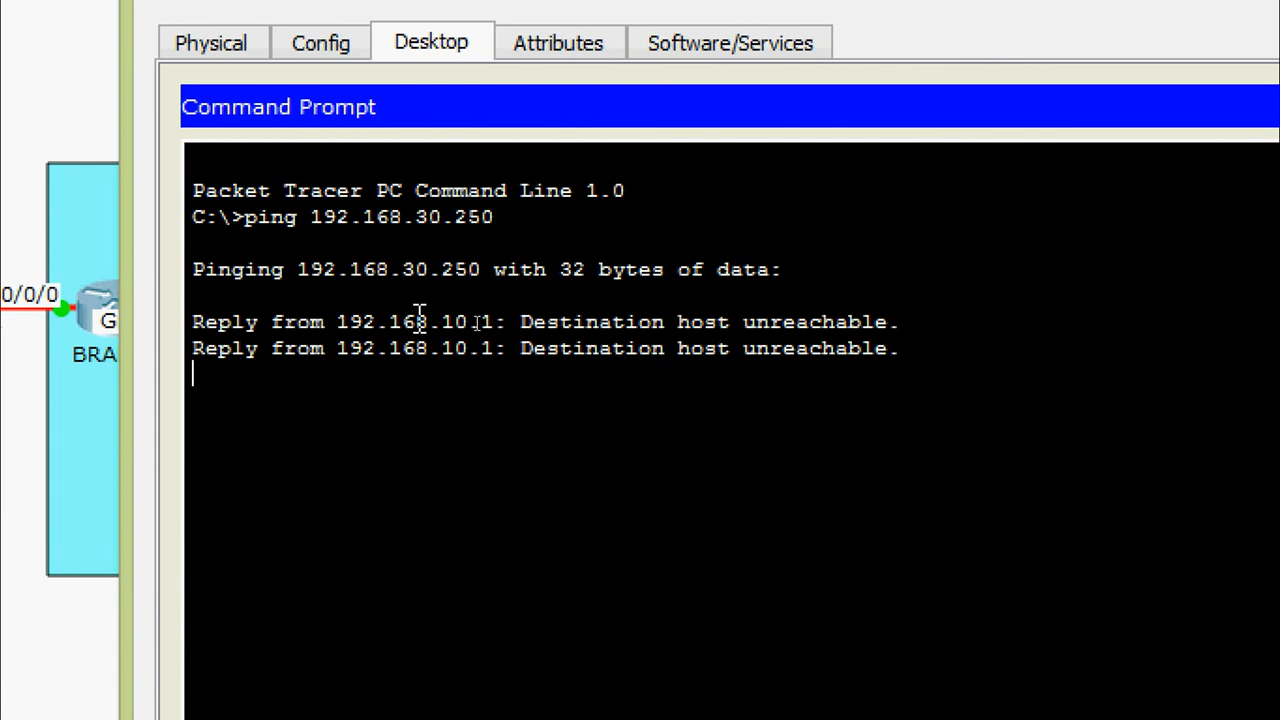 Physical
Config
Desktop
Attributes
Software/Services
Command Prompt
Packet Tracer PC Command Line 1.0
C:\>ping 192.168.30.250
Pinging 192.168.30.250 with 32 bytes of data:
0/0/0
G
BRA
Reply from 192.168.10.1: Destination host unreachable.
Reply from 192.168.10.1: Destination host unreachable.